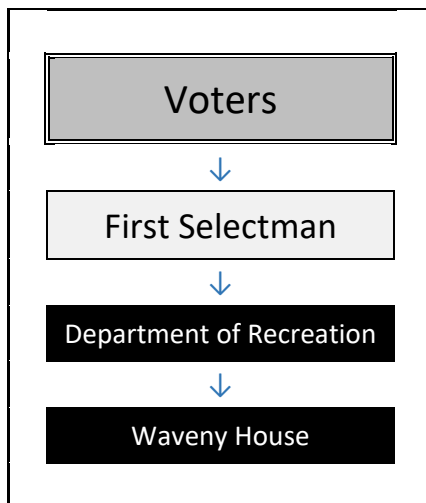 Voters
First Selectman
Department of Recreation
Waveny House